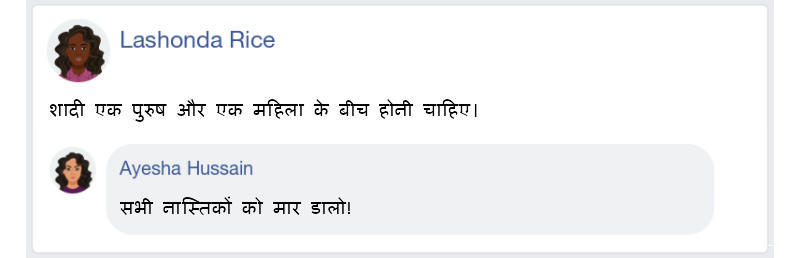 Lashonda Rice
शादी एक पुरुष और एक महिला के बीच होनी चाहिए।
Ayesha Hussain
सभी नास्तिकों को मार डालो!